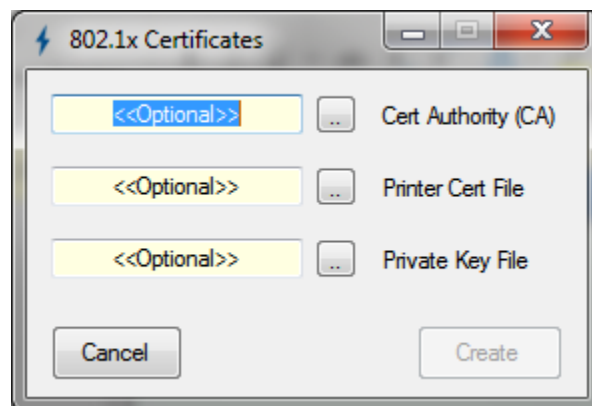 802.1x Certificates
<<Optional>> .. Cert Authority (CA)
<<Optional>> .. Printer Cert File
<<Optional>> .. Private Key File
Cancel Create